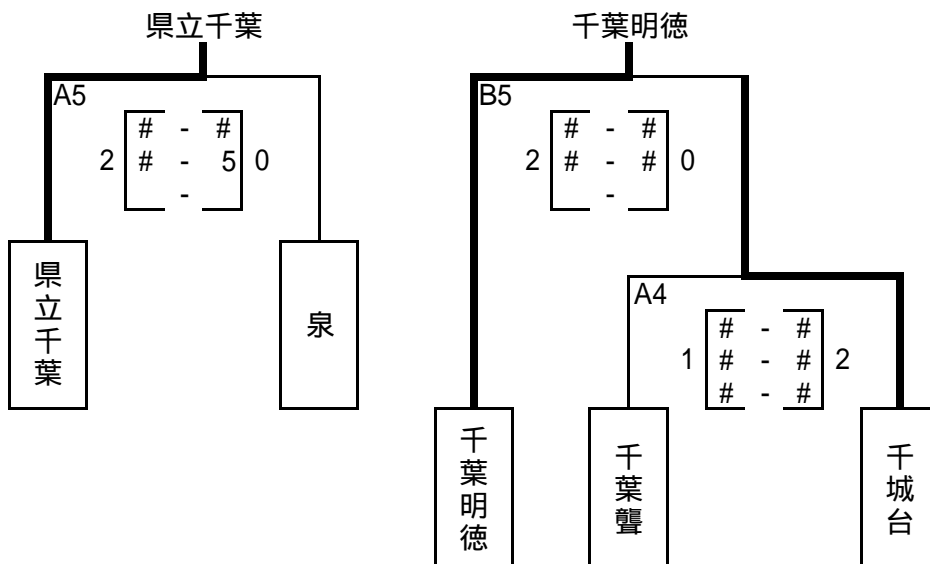 県立千葉
千葉明徳
A5
# - #
2 # - 5 0
-
B5
# - #
2 # - # 0
-
県立千葉
泉
A4
# - #
1 # - # 2
# - #
千葉明徳
千葉聾
千城台